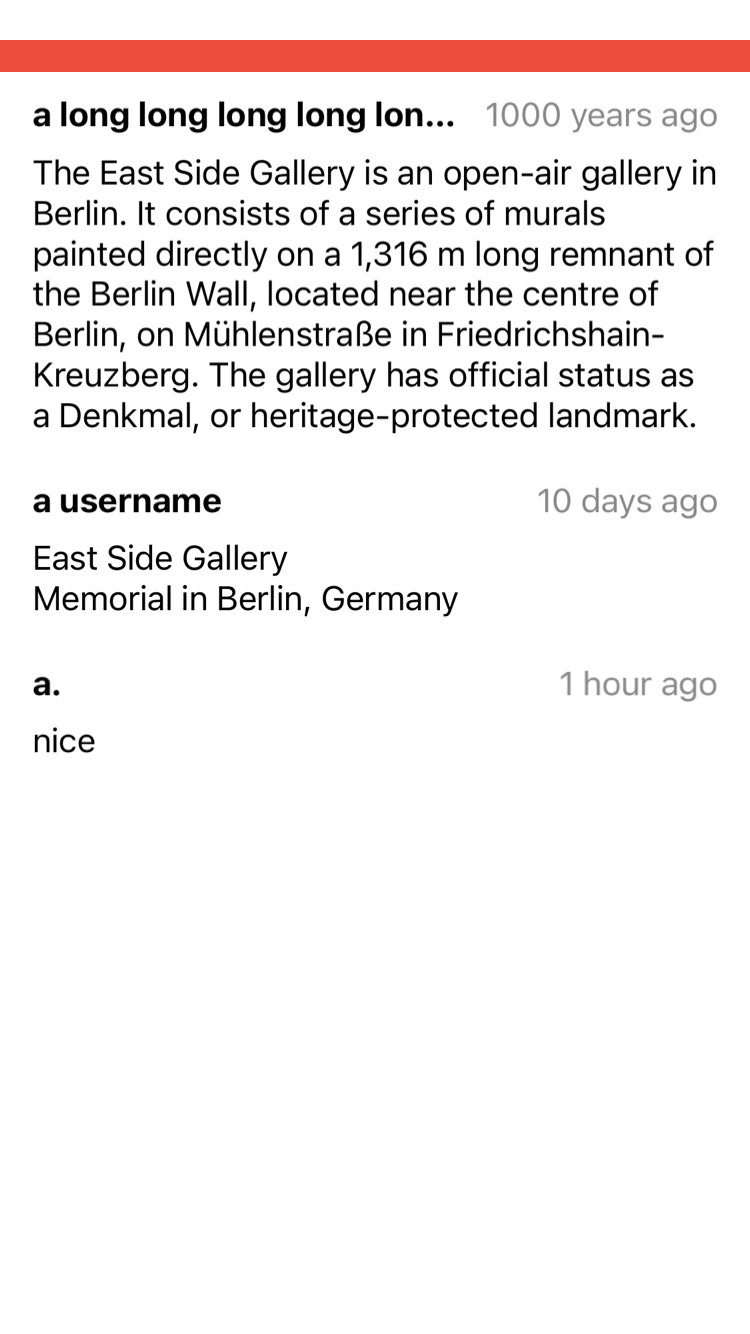 a long long long long lon... 1000 years ago
The East Side Gallery is an open-air gallery in
Berlin. It consists of a series of murals
painted directly on a 1,316 m long remnant of
the Berlin Wall, located near the centre of
Berlin, on Mühlenstraße in Friedrichshain-
Kreuzberg. The gallery has official status as
a Denkmal, or heritage-protected landmark.
a username 10 days ago
East Side Gallery
Memorial in Berlin, Germany
a. 1 hour ago
nice